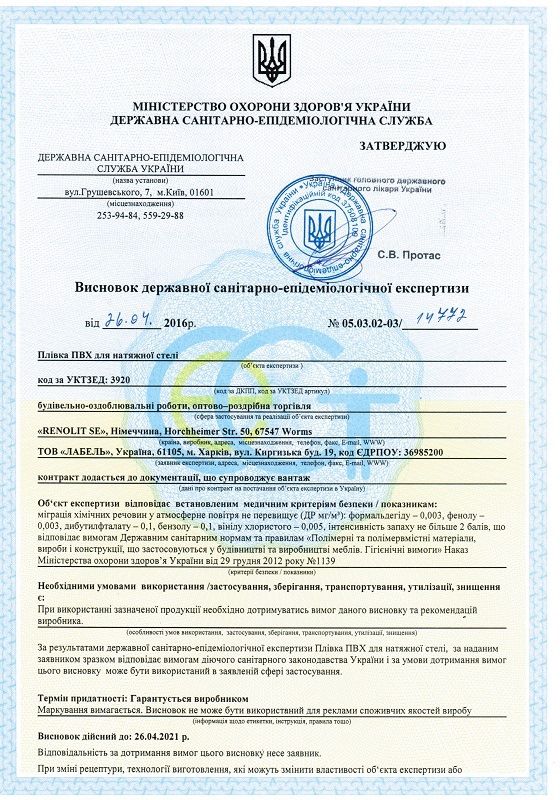 МІНІСТЕРСТВО ОХОРОНИ ЗДОРОВ'Я УКРАЇНИ
ДЕРЖАВНА САНІТАРНО-ЕПІДЕМІОЛОГІЧНА СЛУЖБА
ЗАТВЕРДЖУЮ
ДЕРЖАВНА САНІТАРНО-ЕПІДЕМІОЛОГІЧНА
СЛУЖБА УКРАЇНИ
(назва установи)
вул.Грушевського, 7, м.Київ, 01601
(місцезнаходження)
253-94-84, 559-29-88
Заступник головного державного
санітарного лікаря України
Україна Державна санітарно-епідеміологічна служба України
Ідентифікаційний код 37508109
С.В. Протас
Висновок державної санітарно-епідеміологічної експертизи
від 26.04. 2016р.
№ 05.03.02-03/ 14772
Плівка ПВХ для натяжної стелі
(об'єкта експертизи )
код за УКТЗЕД: 3920
(код за ДКПП, код за УКТЗЕД артикул)
будівельно-оздоблювальні роботи, оптово–роздрібна торгівля
(сфера застосування та реалізації об'єкта експертизи)
«RENOLIT SE», Німеччина, Horchheimer Str. 50, 67547 Worms
(країна, виробник, адреса, місцезнаходження, телефон, факс, E-mail, WWW)
ТОВ «ЛАБЕЛЬ», Україна, 61105, м. Харків, вул. Киргизька буд. 19, код ЄДРПОУ: 36985200
(заявник експертизи, адреса, місцезнаходження, телефон, факс, E-mail, WWW)
контракт додається до документації, що супроводжує вантаж
(дані про контракт на постачання об'єкта експертизи в Україну)
Об'єкт експертизи відповідає встановленим медичним критеріям безпеки / показникам:
міграція хімічних речовин у атмосферне повітря не перевищує (ДР мг/м³): формальдегіду – 0,003, фенолу –
0,003, дибутилфталату – 0,1, бензолу – 0,1, вінілу хлористого – 0,005, інтенсивність запаху не більше 2 балів, що
відповідає вимогам Державним санітарном нормам та правилам «Полімерні та полімервмістні матеріали,
вироби і конструкції, що застосовуються у будівництві та виробництві меблів. Гігієнічні вимоги» Наказ
Міністерства охорони здоров'я України від 29 грудня 2012 року №1139
(критерії безпеки / показники)
Необхідними умовами використання /застосування, зберігання, транспортування, утилізації, знищення
є:
При використанні зазначеної продукції необхідно дотримуватись вимог даного висновку та рекомендацій
виробника.
(особливості умов використання, застосування, зберігання, транспортування, утилізації, знищення)
За результатами державної санітарно-епідеміологічної експертизи Плівка ПВХ для натяжної стелі, за наданим
заявником зразком відповідає вимогам діючого санітарного законодавства України і за умови дотримання вимог
цього висновку може бути використаний в заявленій сфері застосування.
Термін придатності: Гарантується виробником
Маркування вимагається. Висновок не може бути використаний для реклами споживчих якостей виробу
(інформація щодо етикетки, інструкція, правила тощо)
Висновок дійсний до: 26.04.2021 р.
Відповідальність за дотримання вимог цього висновку несе заявник.
При зміні рецептури, технології виготовлення, які можуть змінити властивості об'єкта експертизи або